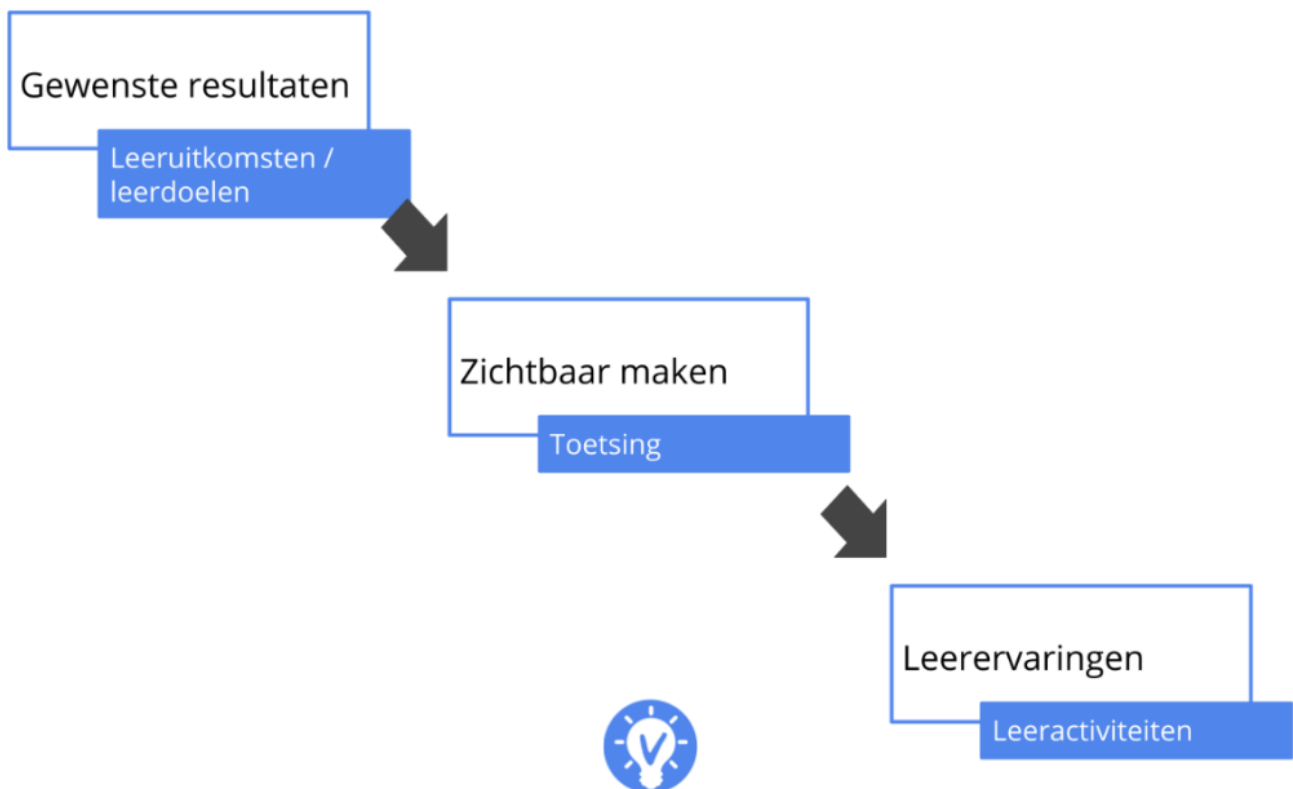 Gewenste resultaten
Leeruitkomsten /
leerdoelen
Zichtbaar maken
Toetsing
Leerervaringen
Leeractiviteiten